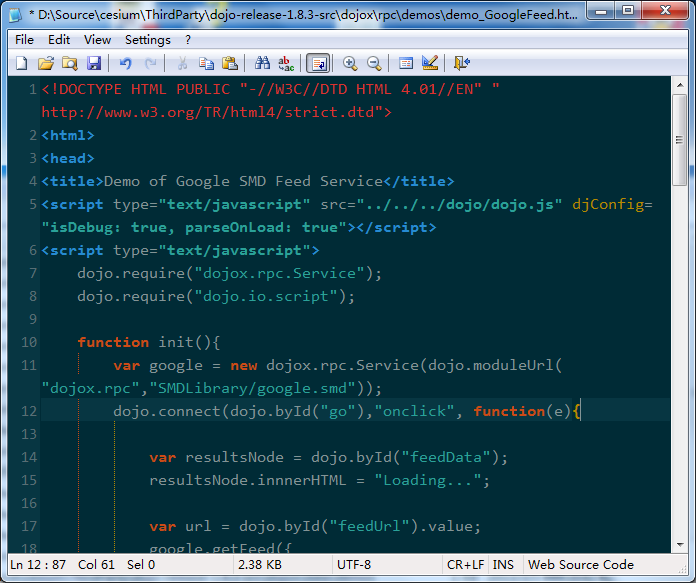 * D:\Source\cesium\ThirdParty\dojo-release-1.8.3-src\dojox\rpc\demos\demo_GoogleFeed.ht...
File Edit View Settings ?
1 <!DOCTYPE HTML PUBLIC "-//W3C//DTD HTML 4.01//EN" "
http://www.w3.org/TR/html4/strict.dtd">
2 <html>
3 <head>
4 <title>Demo of Google SMD Feed Service</title>
5 <script type="text/javascript" src="../../../dojo/dojo.js" djConfig=
"isDebug: true, parseOnLoad: true"></script>
6 <script type="text/javascript">
7 dojo.require("dojox.rpc.Service");
8 dojo.require("dojo.io.script");
9
10 function init(){
11 var google = new dojox.rpc.Service(dojo.moduleUrl(
"dojox.rpc","SMDLibrary/google.smd"));
12 dojo.connect(dojo.byId("go"),"onclick", function(e){
13
14 var resultsNode = dojo.byId("feedData");
15 resultsNode.innnerHTML = "Loading...";
16
17 var url = dojo.byId("feedUrl").value;
18 google.getFeed({
Ln 12 : 87 Col 61 Sel 0 2.38 KB UTF-8 CR+LF INS Web Source Code